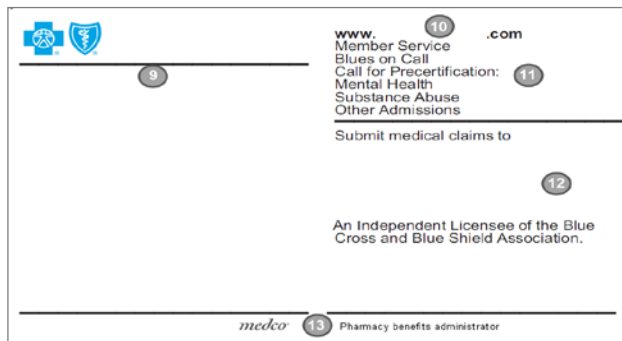 www. 10 .com
Member Service
Blues on Call
9
Call for Precertification: 11
Mental Health
Substance Abuse
Other Admissions
Submit medical claims to
12
An Independent Licensee of the Blue
Cross and Blue Shield Association.
medco 13 Pharmacy benefits administrator